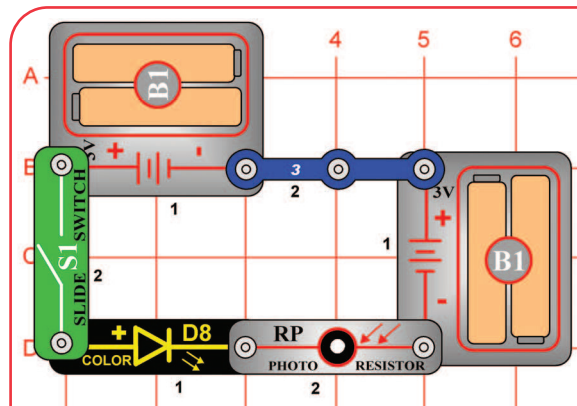 4 5 6
A
B1
3V + -
B
3
1
2
3V
S1
SLIDE SWITCH
C
2
1
+
B1
-
D
+ D8
COLOR
RP
PHOTO RESISTOR
1
2